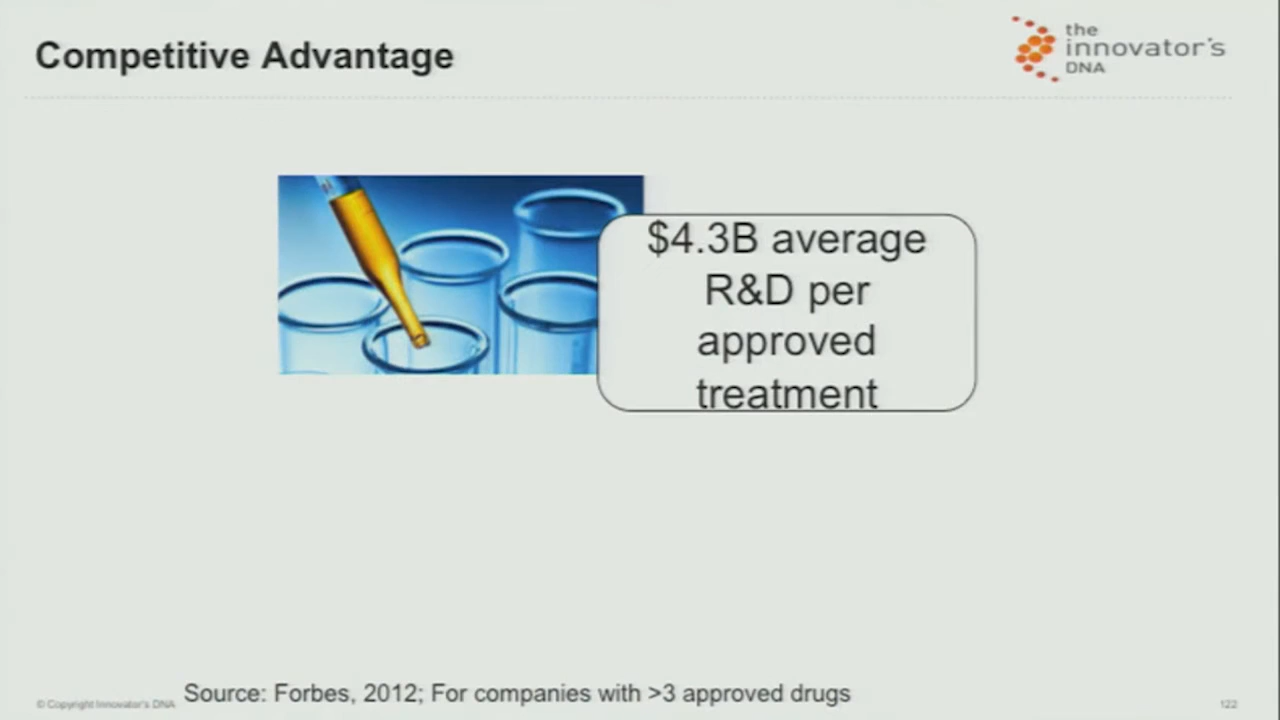 Competitive Advantage
the
innovator's
DNA
$4.3B average
R&D per
approved
treatment
© Copyright Innovator's DNA
Source: Forbes, 2012; For companies with >3 approved drugs
122